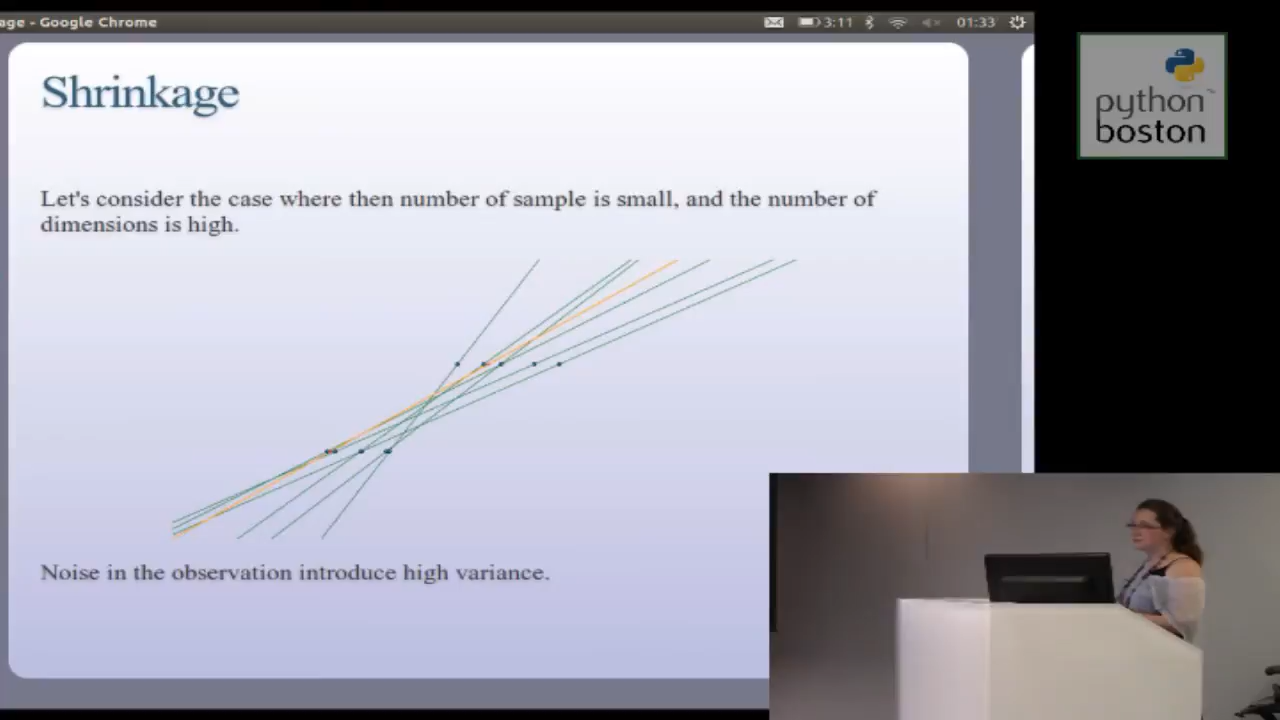 age - Google Chrome
3:11
01:33
Shrinkage
python
boston
Let's consider the case where then number of sample is small, and the number of
dimensions is high.
Noise in the observation introduce high variance.